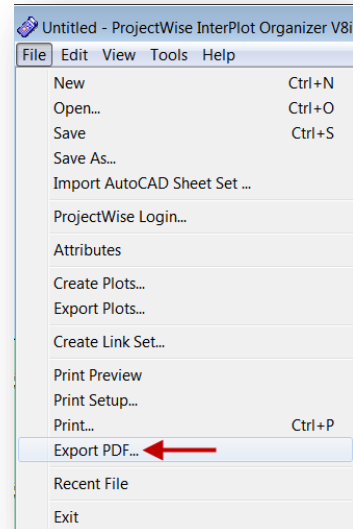 Untitled - ProjectWise InterPlot Organizer V8i
File Edit View Tools Help
New Ctrl+N
Open... Ctrl+O
Save Ctrl+S
Save As...
Import AutoCAD Sheet Set ...
ProjectWise Login...
Attributes
Create Plots...
Export Plots...
Create Link Set...
Print Preview
Print Setup...
Print... Ctrl+P
Export PDF...
Recent File
Exit